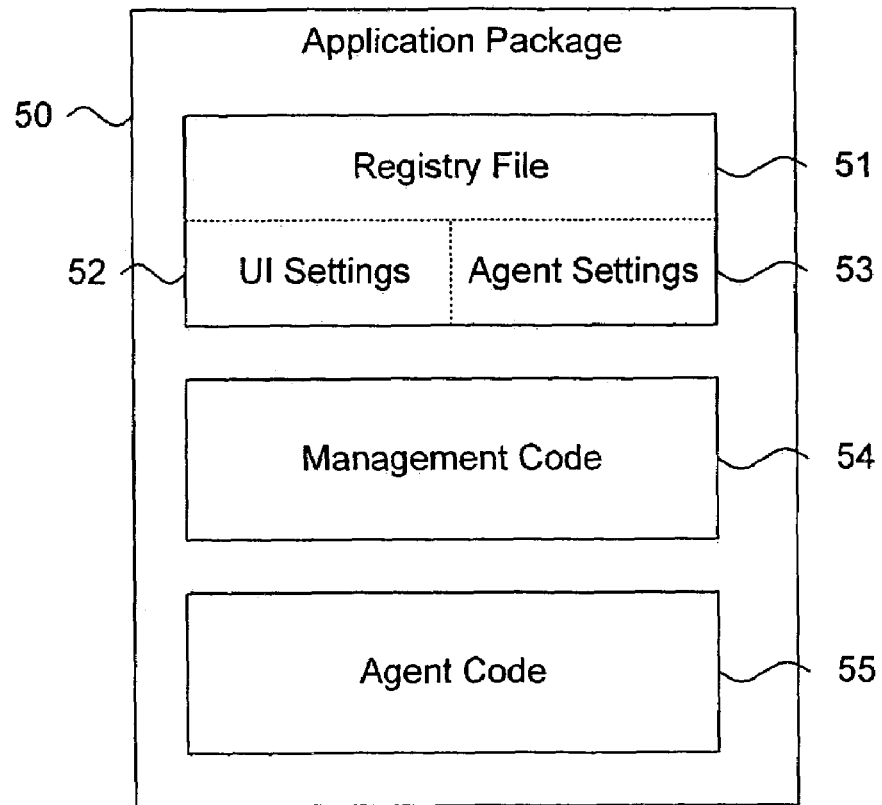 Application Package
50
Registry File
51
52
UI Settings
Agent Settings
53
Management Code
54
Agent Code
55